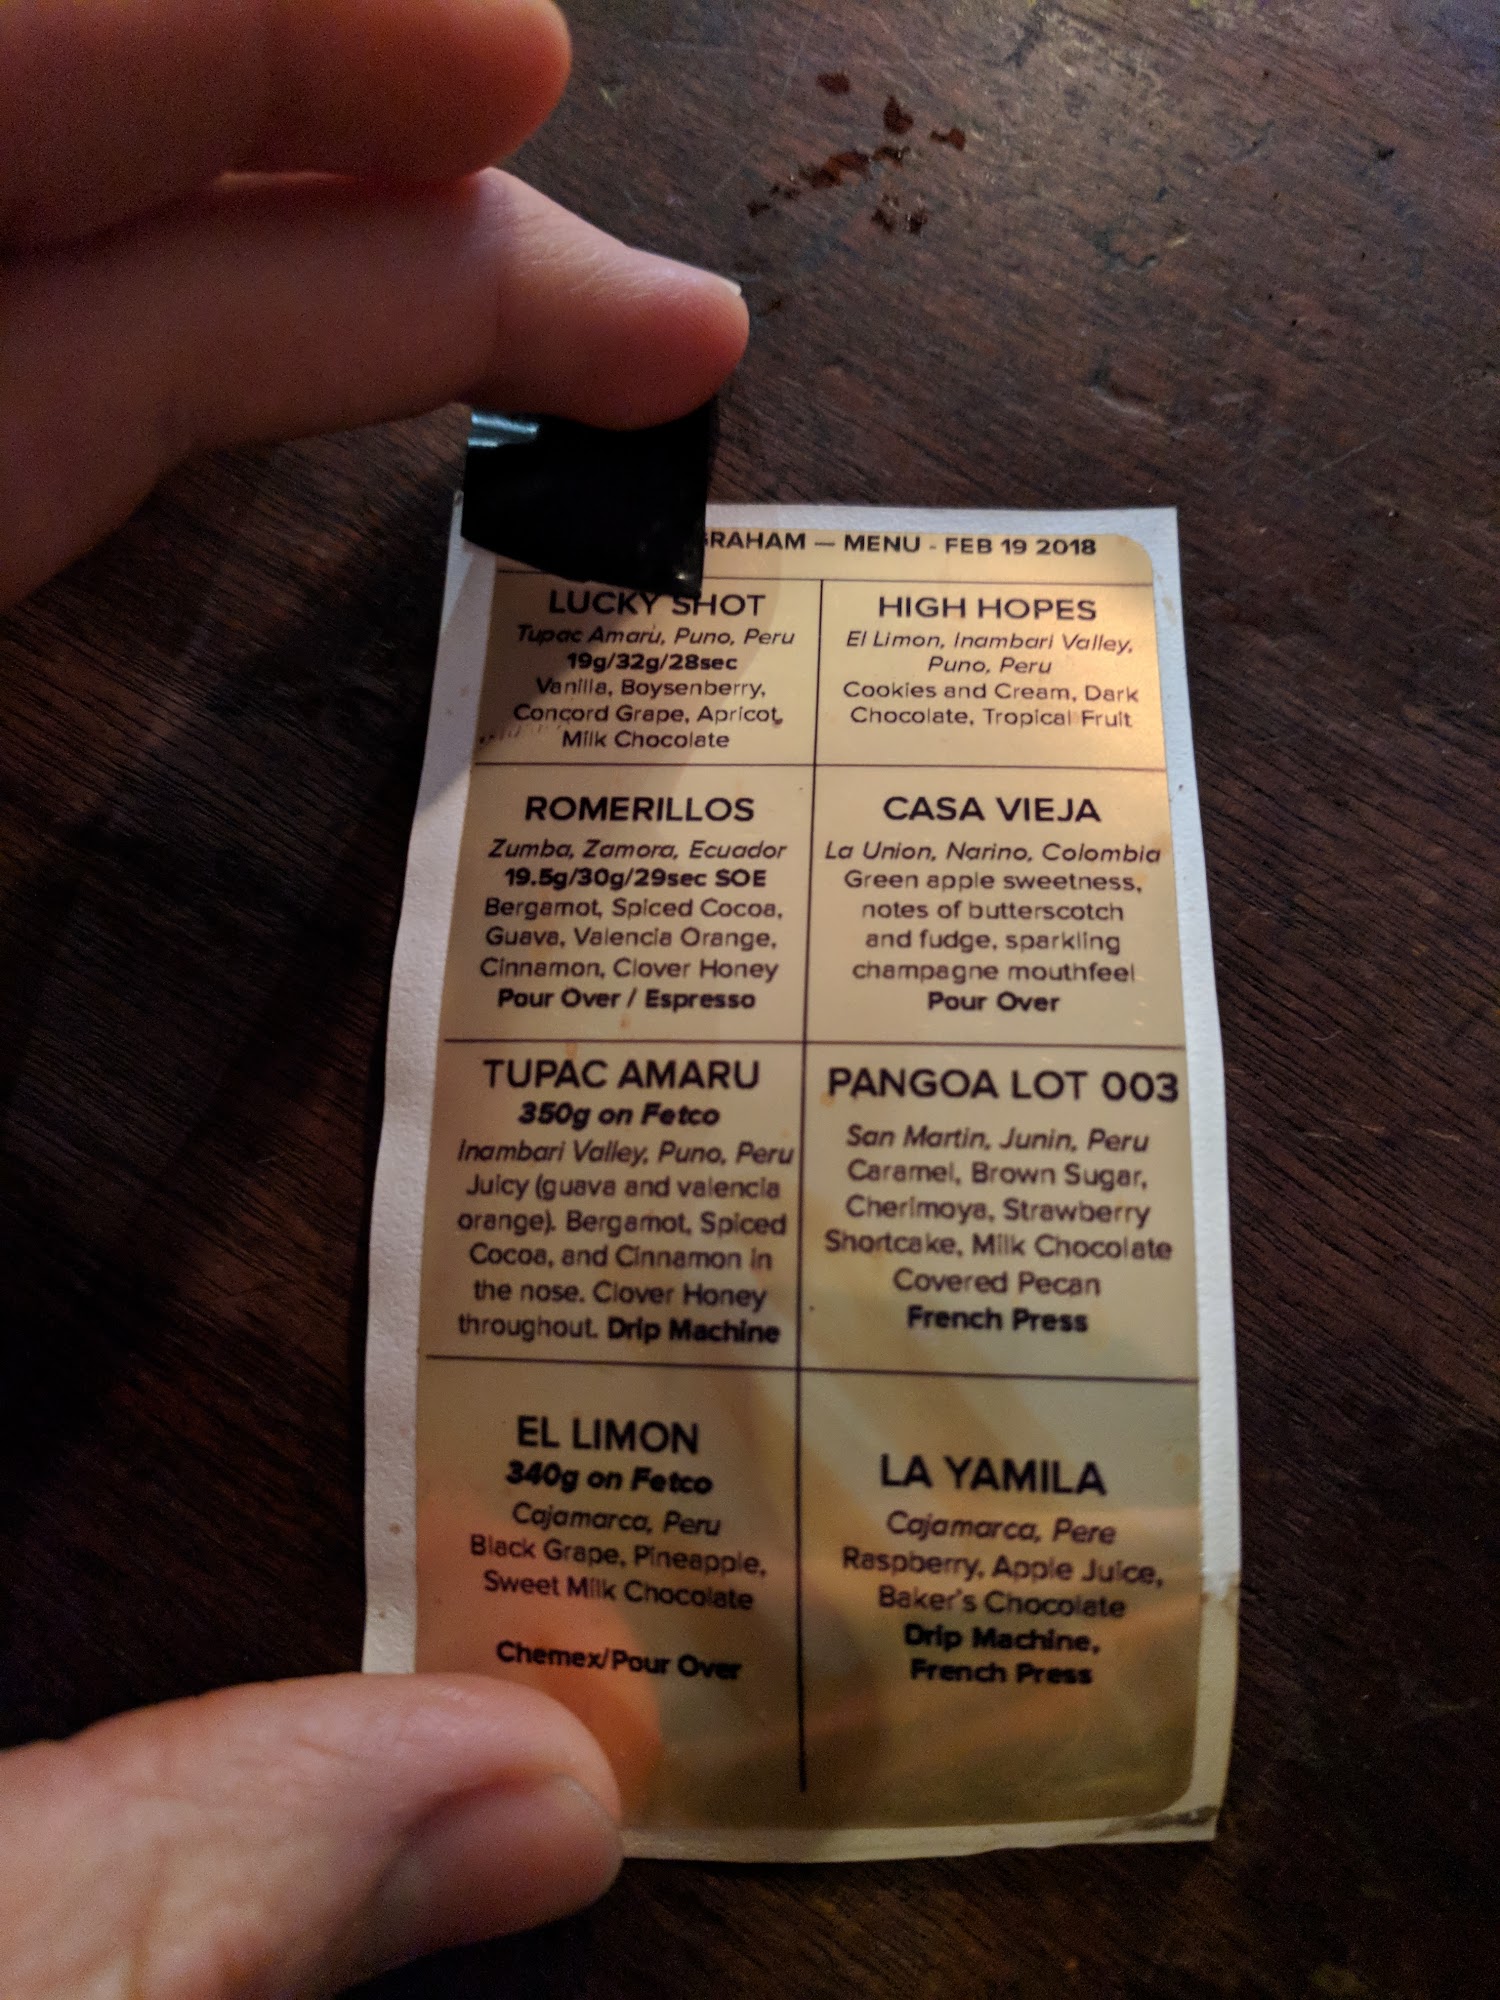 GRAHAM — MENU - FEB 19 2018
LUCKY SHOT
Tupac Amaru, Puno, Peru
19g/32g/28sec
Vanilla, Boysenberry,
Concord Grape, Apricot,
Milk Chocolate
HIGH HOPES
El Limon, Inambari Valley,
Puno, Peru
Cookies and Cream, Dark
Chocolate, Tropical Fruit
ROMERILLOS
Zumba, Zamora, Ecuador
19.5g/30g/29sec SOE
Bergamot, Spiced Cocoa,
Guava, Valencia Orange,
Cinnamon, Clover Honey
Pour Over / Espresso
CASA VIEJA
La Union, Narino, Colombia
Green apple sweetness,
notes of butterscotch
and fudge, sparkling
champagne mouthfeel
Pour Over
TUPAC AMARU
350g on Fetco
Inambari Valley, Puno, Peru
Juicy (guava and valencia
orange). Bergamot, Spiced
Cocoa, and Cinnamon in
the nose. Clover Honey
throughout. Drip Machine
PANGOA LOT 003
San Martin, Junin, Peru
Caramel, Brown Sugar,
Cherimoya, Strawberry
Shortcake, Milk Chocolate
Covered Pecan
French Press
EL LIMON
340g on Fetco
Cajamarca, Peru
Black Grape, Pineapple,
Sweet Milk Chocolate
Chemex/Pour Over
LA YAMILA
Cajamarca, Pere
Raspberry, Apple Juice,
Baker's Chocolate
Drip Machine,
French Press